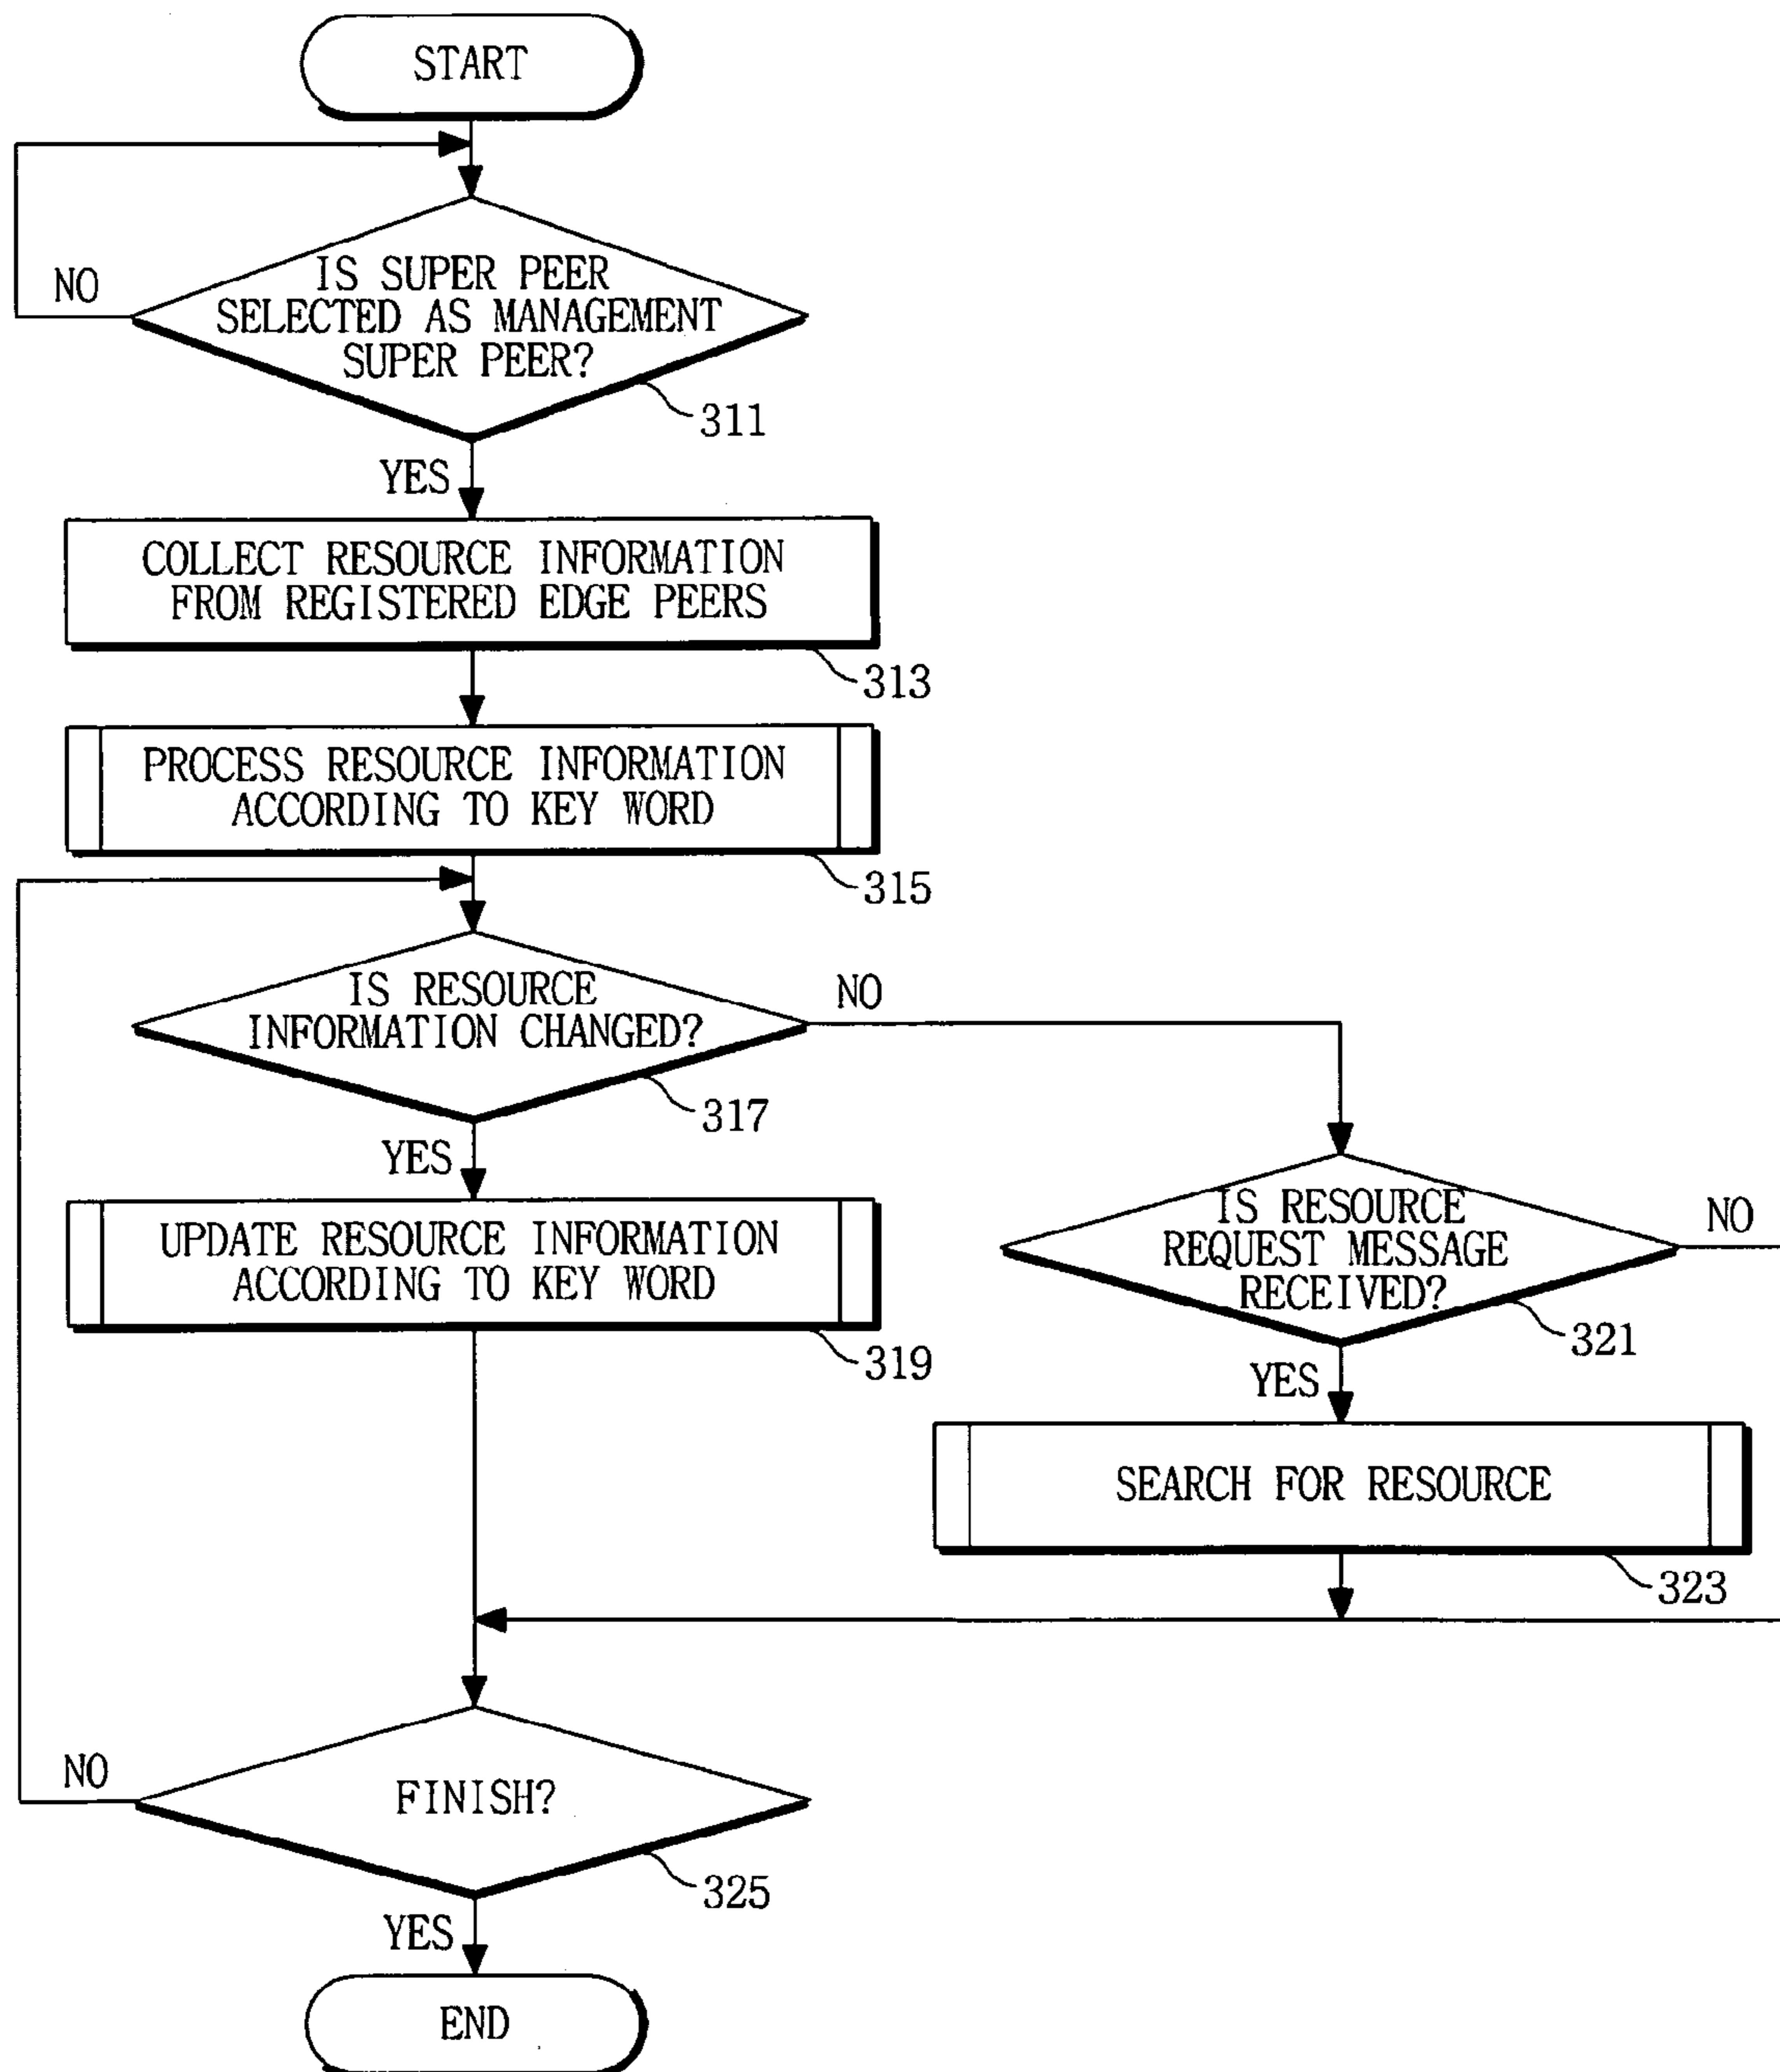 START
NO
IS SUPER PEER
SELECTED AS MANAGEMENT
SUPER PEER?
311
YES
COLLECT RESOURCE INFORMATION
FROM REGISTERED EDGE PEERS
313
PROCESS RESOURCE INFORMATION
ACCORDING TO KEY WORD
315
IS RESOURCE
INFORMATION CHANGED?
NO
317
YES
UPDATE RESOURCE INFORMATION
ACCORDING TO KEY WORD
319
IS RESOURCE
REQUEST MESSAGE
RECEIVED?
NO
321
YES
SEARCH FOR RESOURCE
323
NO
FINISH?
325
YES
END